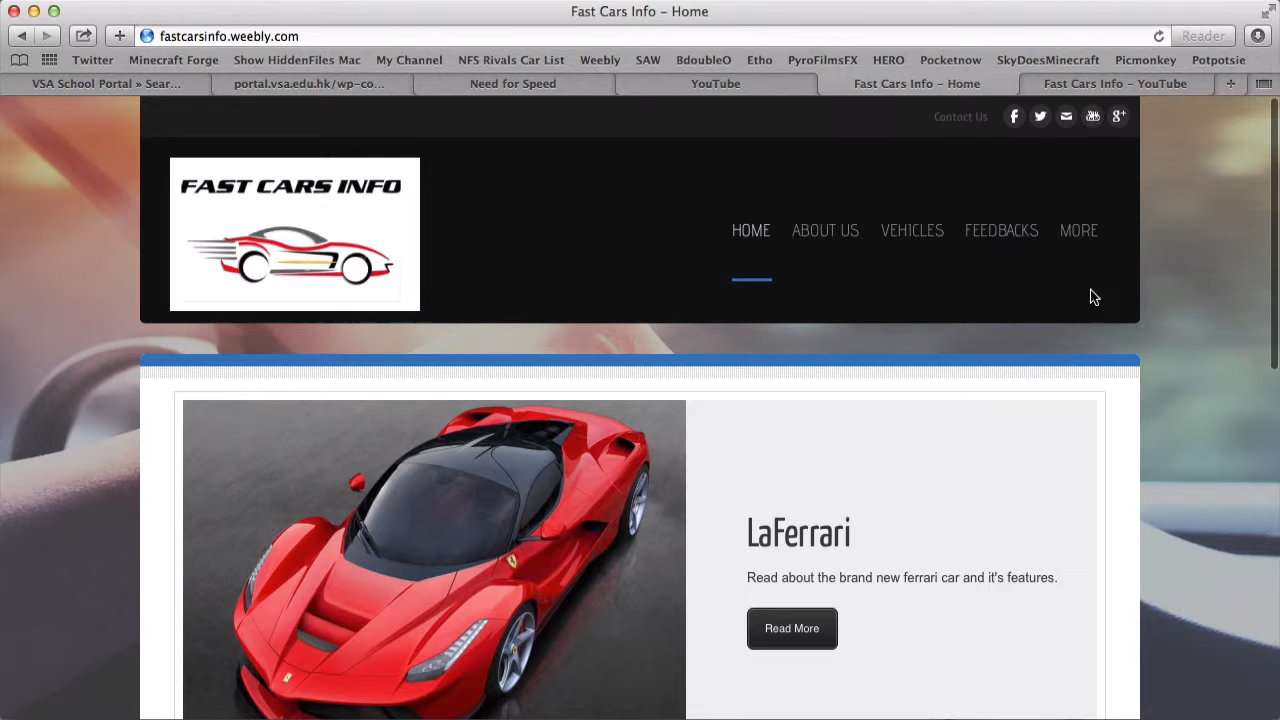 Fast Cars Info – Home
fastcarsinfo.weebly.com
Reader
Twitter Minecraft Forge Show HiddenFiles Mac My Channel NFS Rivals Car List Weebly SAW BdoubleO Etho PyroFilmsFX HERO Pocketnow SkyDoesMinecraft Picmonkey Potpotsie
VSA School Portal » Sear... portal.vsa.edu.hk/wp-co... Need for Speed YouTube Fast Cars Info – Home Fast Cars Info – YouTube
Contact Us
FAST CARS INFO
HOME ABOUT US VEHICLES FEEDBACKS MORE
LaFerrari
Read about the brand new ferrari car and it's features.
Read More